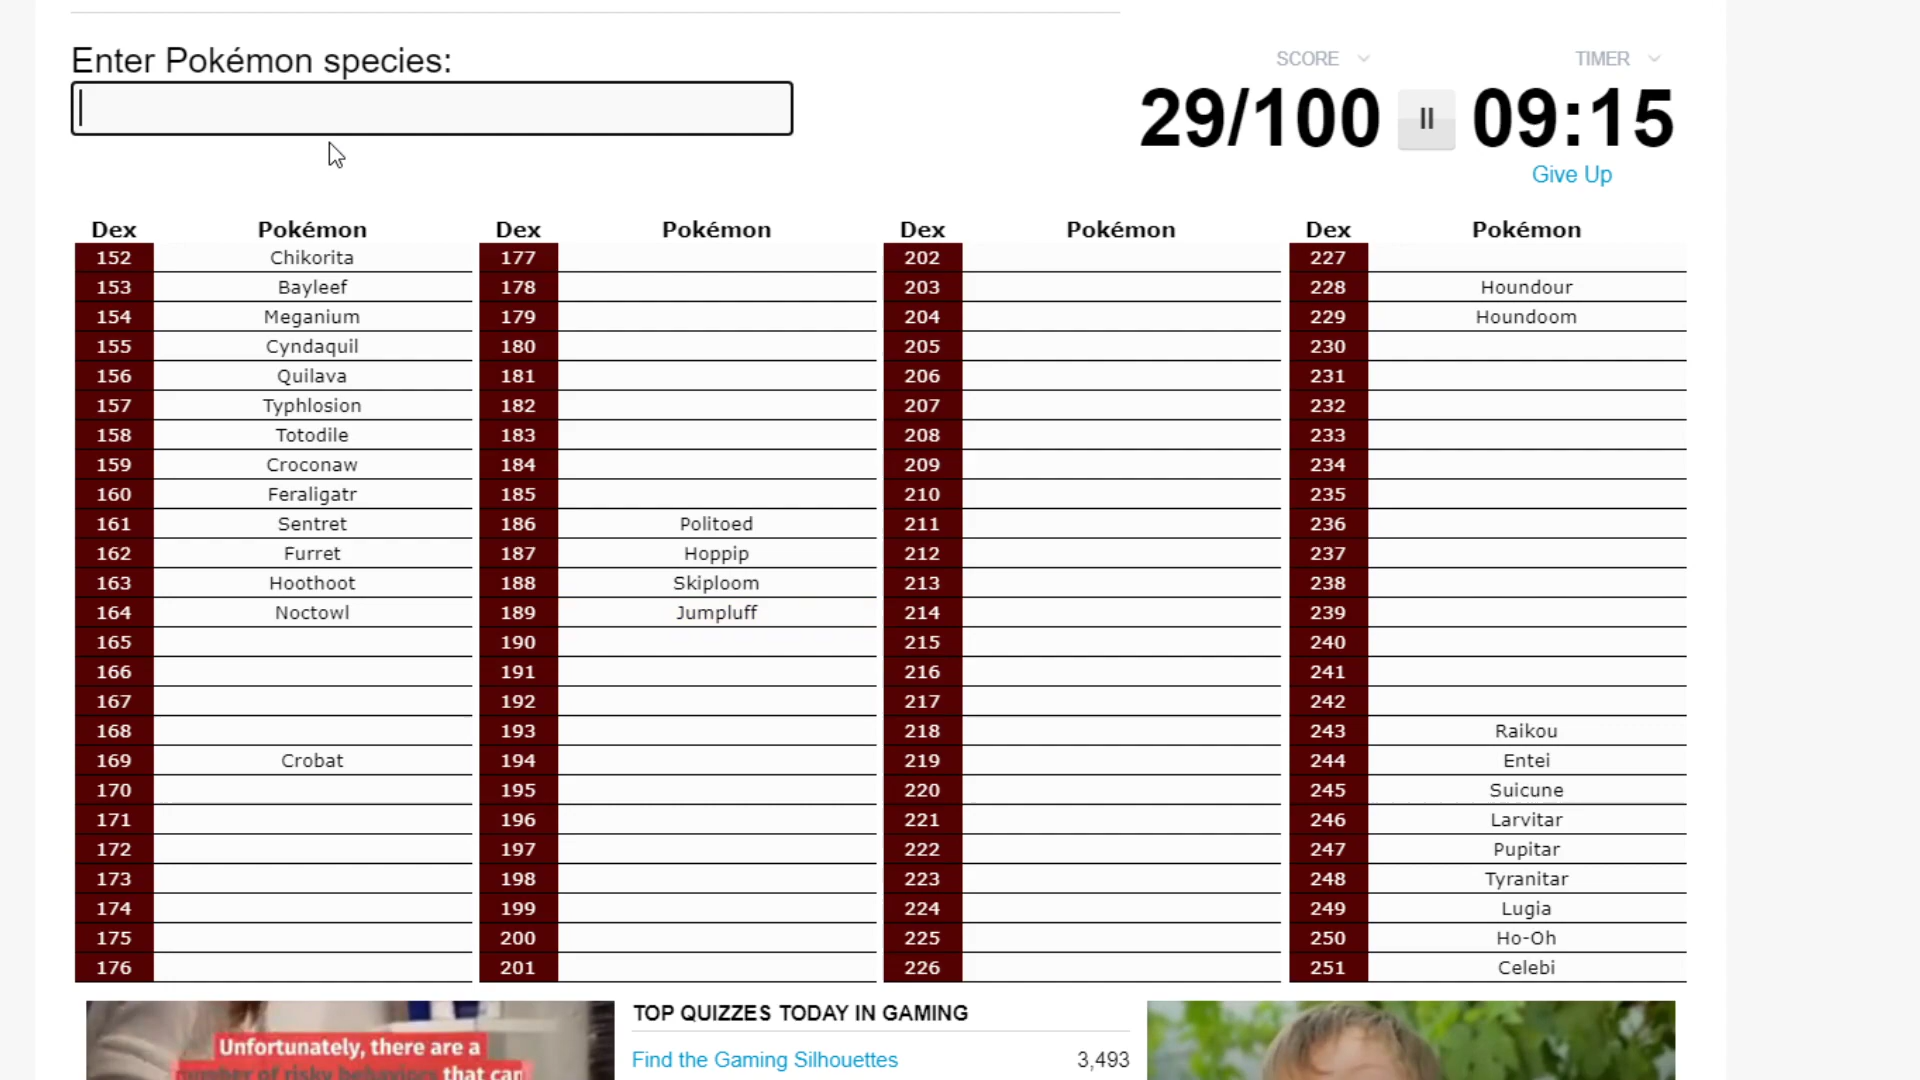 Enter Pokémon species:
SCORE
TIMER
29/100
09:15
Give Up
Dex Pokémon Dex Pokémon Dex Pokémon Dex Pokémon
152 Chikorita 177 202 227
153 Bayleef 178 203 228 Houndour
154 Meganium 179 204 229 Houndoom
155 Cyndaquil 180 205 230
156 Quilava 181 206 231
157 Typhlosion 182 207 232
158 Totodile 183 208 233
159 Croconaw 184 209 234
160 Feraligatr 185 210 235
161 Sentret 186 Politoed 211 236
162 Furret 187 Hoppip 212 237
163 Hoothoot 188 Skiploom 213 238
164 Noctowl 189 Jumpluff 214 239
165 190 215 240
166 191 216 241
167 192 217 242
168 193 218 243 Raikou
169 Crobat 194 219 244 Entei
170 195 220 245 Suicune
171 196 221 246 Larvitar
172 197 222 247 Pupitar
173 198 223 248 Tyranitar
174 199 224 249 Lugia
175 200 225 250 Ho-Oh
176 201 226 251 Celebi
Unfortunately, there are a
number of risky behaviors that can
TOP QUIZZES TODAY IN GAMING
Find the Gaming Silhouettes 3,493